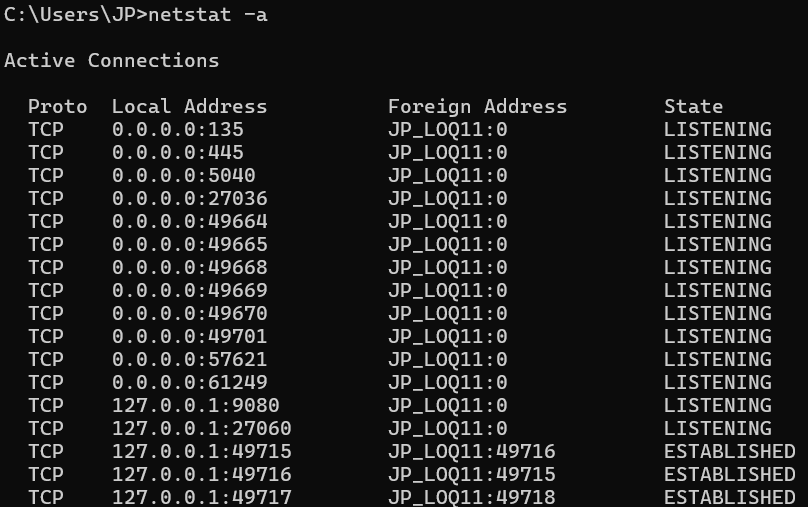 C:\Users\JP>netstat -a
Active Connections
Proto Local Address Foreign Address State
TCP 0.0.0.0:135 JP_LOQ11:0 LISTENING
TCP 0.0.0.0:445 JP_LOQ11:0 LISTENING
TCP 0.0.0.0:5040 JP_LOQ11:0 LISTENING
TCP 0.0.0.0:27036 JP_LOQ11:0 LISTENING
TCP 0.0.0.0:49664 JP_LOQ11:0 LISTENING
TCP 0.0.0.0:49665 JP_LOQ11:0 LISTENING
TCP 0.0.0.0:49668 JP_LOQ11:0 LISTENING
TCP 0.0.0.0:49669 JP_LOQ11:0 LISTENING
TCP 0.0.0.0:49670 JP_LOQ11:0 LISTENING
TCP 0.0.0.0:49701 JP_LOQ11:0 LISTENING
TCP 0.0.0.0:57621 JP_LOQ11:0 LISTENING
TCP 0.0.0.0:61249 JP_LOQ11:0 LISTENING
TCP 127.0.0.1:9080 JP_LOQ11:0 LISTENING
TCP 127.0.0.1:27060 JP_LOQ11:0 LISTENING
TCP 127.0.0.1:49715 JP_LOQ11:49716 ESTABLISHED
TCP 127.0.0.1:49716 JP_LOQ11:49715 ESTABLISHED
TCP 127.0.0.1:49717 JP_LOQ11:49718 ESTABLISHED